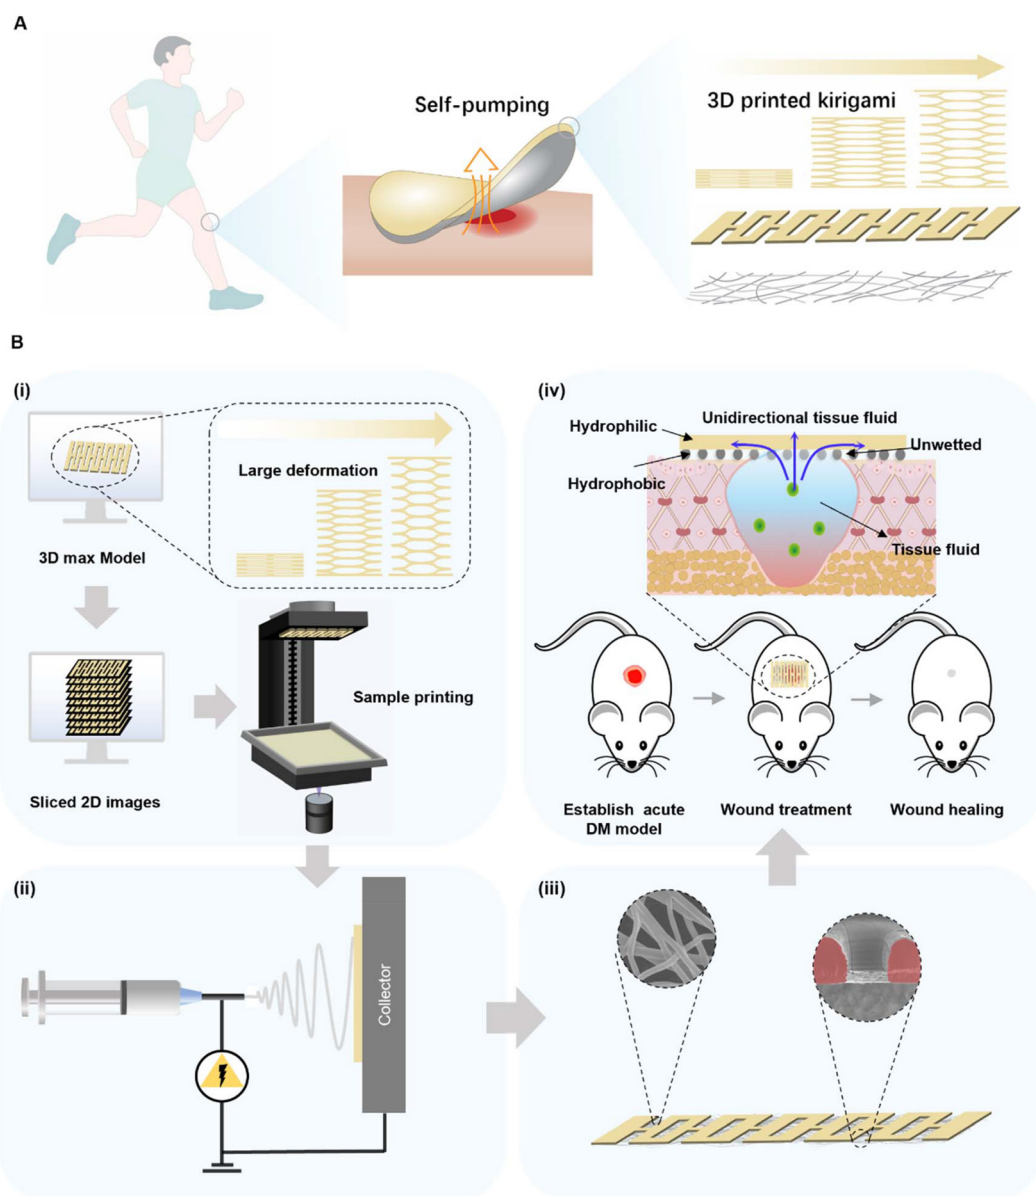 A
Self-pumping
3D printed kirigami
B
(i)
Large deformation
3D max Model
Sample printing
Sliced 2D images
(iv)
Unidirectional tissue fluid
Hydrophilic
Unwetted
Hydrophobic
Tissue fluid
Establish acute
DM model
Wound treatment
Wound healing
(ii)
Collector
(iii)